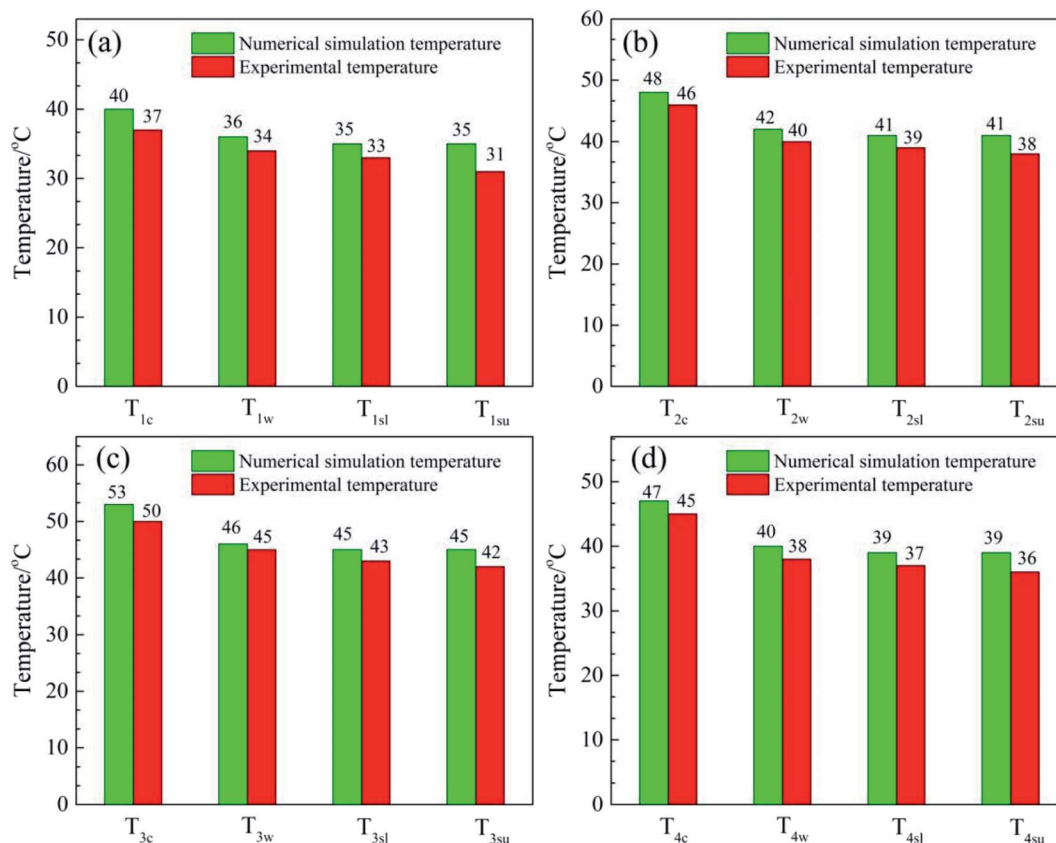 (a)
Numerical simulation temperature
Experimental temperature
Temperature/°C
50
40
30
20
10
0
40 37 36 34 35 33 35 31
T1c T1w T1sl T1su
(b)
Numerical simulation temperature
Experimental temperature
Temperature/°C
60
50
40
30
20
10
0
48 46 42 40 41 39 41 38
T2c T2w T2sl T2su
(c)
Numerical simulation temperature
Experimental temperature
Temperature/°C
60
50
40
30
20
10
0
53 50 46 45 45 43 45 42
T3c T3w T3sl T3su
(d)
Numerical simulation temperature
Experimental temperature
Temperature/°C
50
40
30
20
10
0
47 45 40 38 39 37 39 36
T4c T4w T4sl T4su